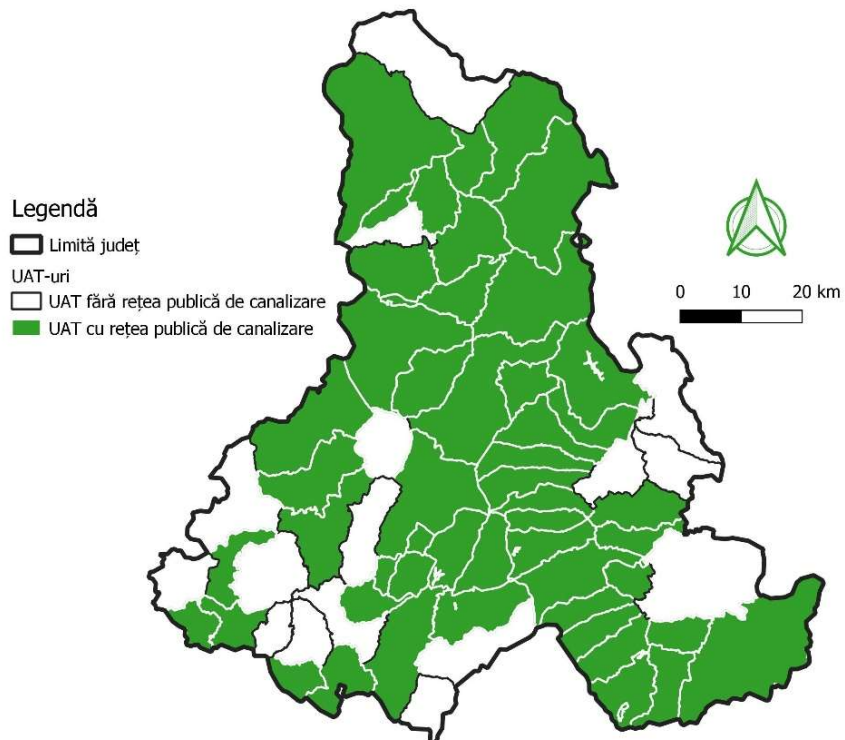 Legendă
Limită județ
UAT-uri
UAT fără rețea publică de canalizare
UAT cu rețea publică de canalizare
0 10 20 km